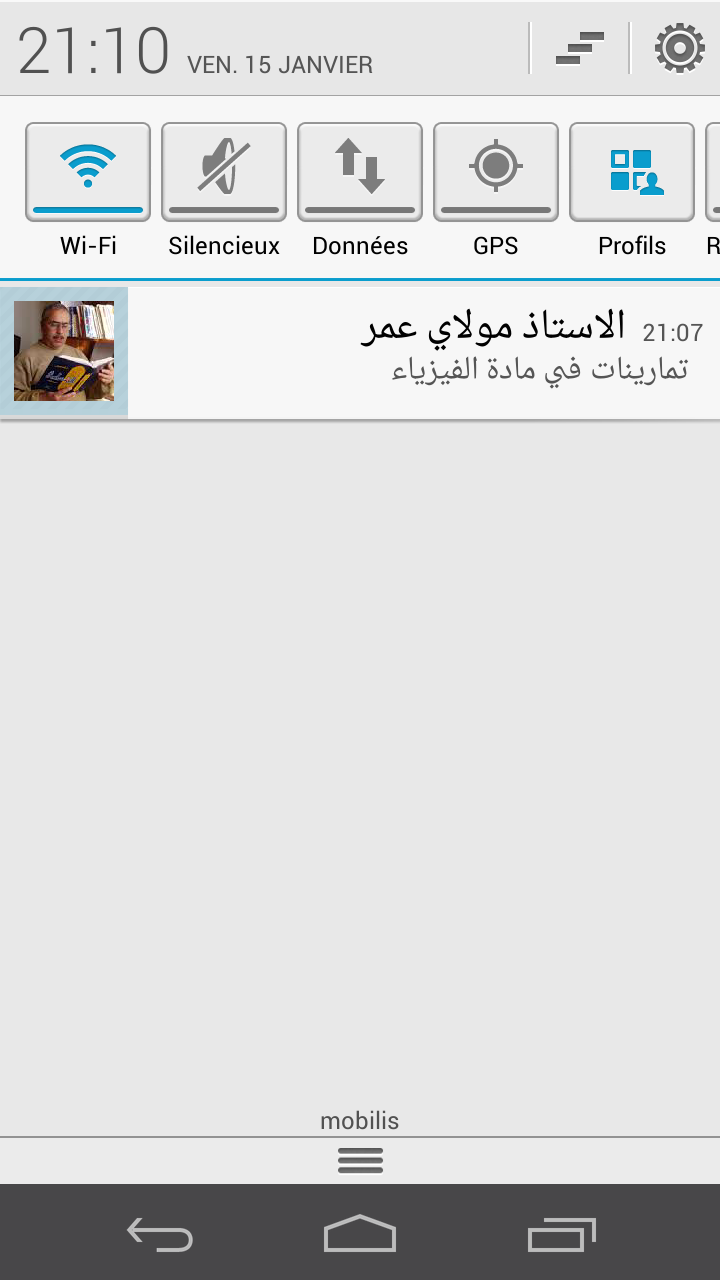 21:10 VEN. 15 JANVIER
Wi-Fi Silencieux Données GPS Profils R
الاستاذ مولاي عمر 21:07
تمارينات في مادة الفيزياء
mobilis